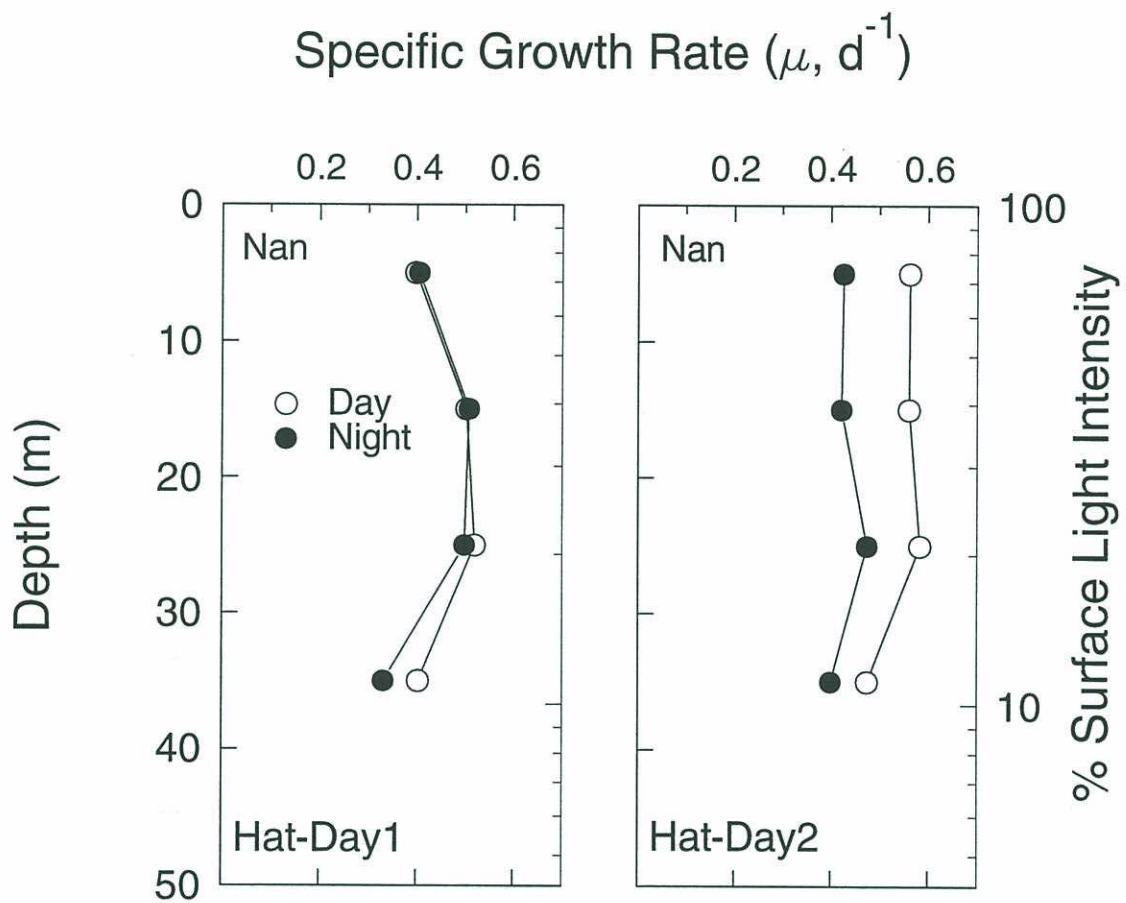 Specific Growth Rate (μ, d⁻¹)
0.2 0.4 0.6
0.2 0.4 0.6
0
10
20
30
40
50
Depth (m)
Nan
Day
Night
Hat-Day1
Nan
Hat-Day2
100
10
% Surface Light Intensity